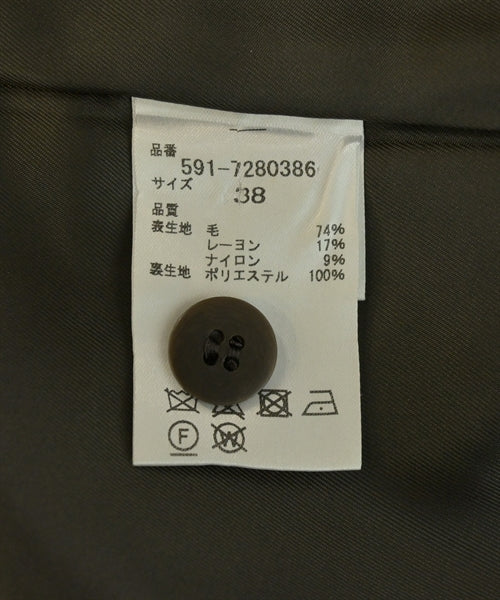 品番
591-7280386
サイズ
38
品質
表生地 毛 74%
レーヨン 17%
ナイロン 9%
裏生地 ポリエステル 100%
F W